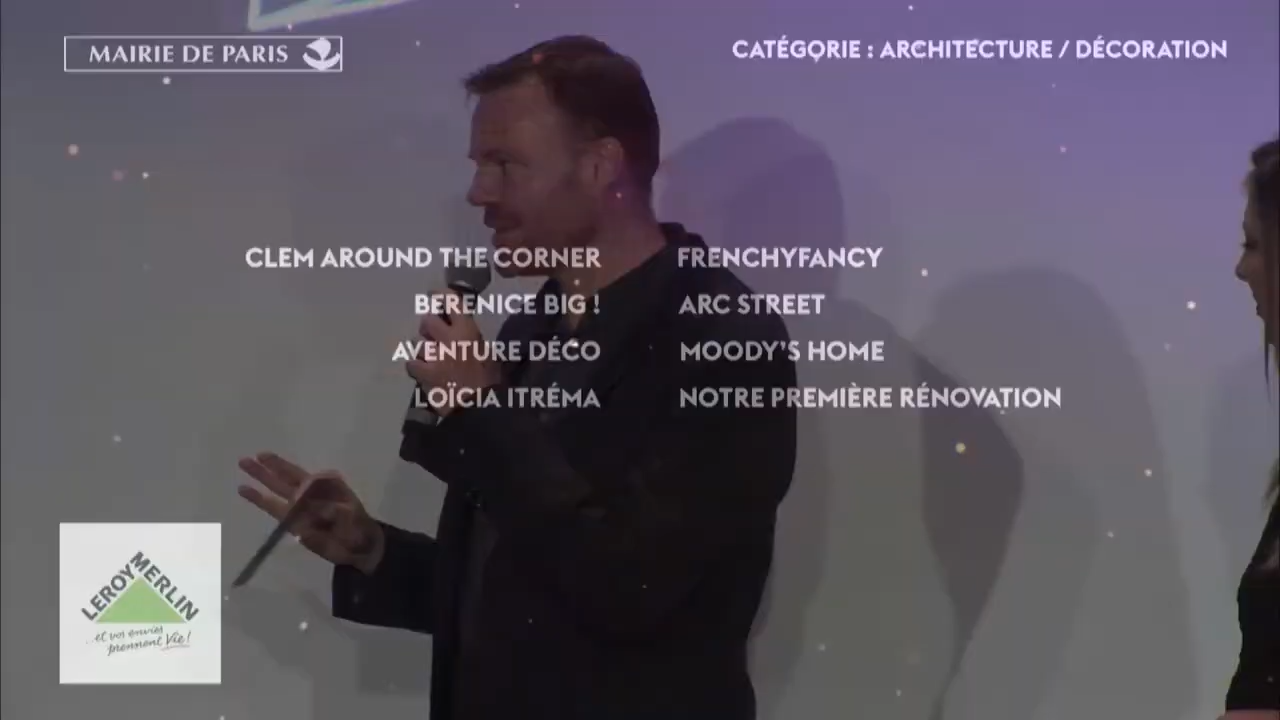 MAIRIE DE PARIS
CATÉGORIE : ARCHITECTURE / DÉCORATION
CLEM AROUND THE CORNER
BERENICE BIG !
AVENTURE DÉCO
LOÏCIA ITRÉMA
FRENCHYFANCY
ARC STREET
MOODY'S HOME
NOTRE PREMIÈRE RÉNOVATION
LEROY MERLIN
...et vos envies
prennent Vie !